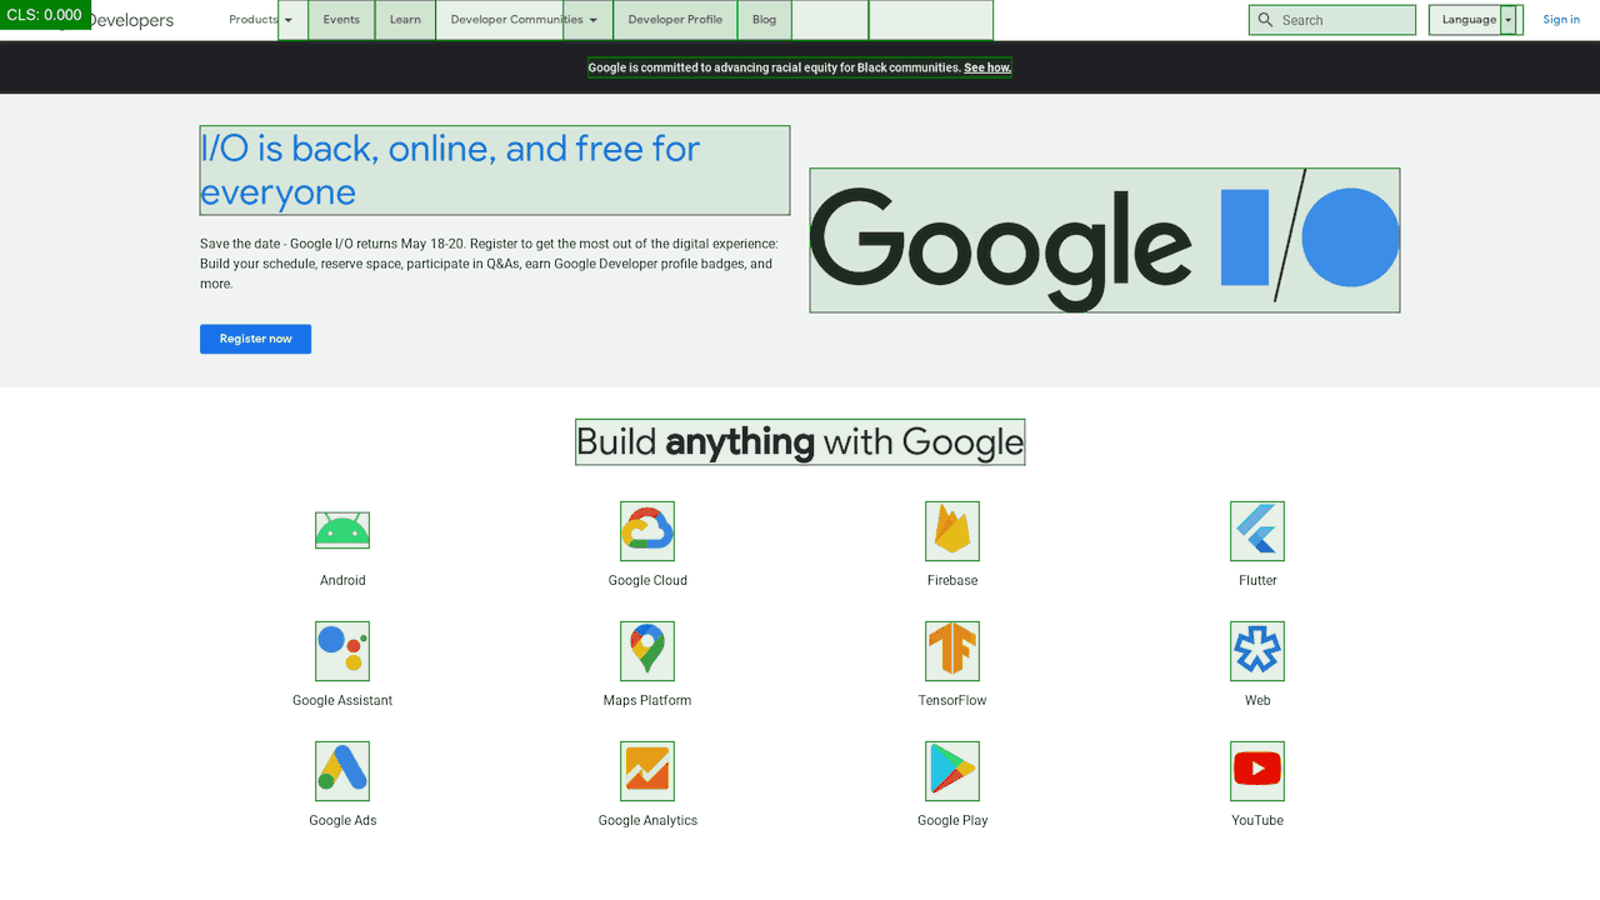 CLS: 0.000
Developers
Products Events Learn Developer Communities Developer Profile Blog Search Language Sign in
Google is committed to advancing racial equity for Black communities. See how.
I/O is back, online, and free for
everyone
Save the date - Google I/O returns May 18-20. Register to get the most out of the digital experience:
Build your schedule, reserve space, participate in Q&As, earn Google Developer profile badges, and
more.
Register now
Google I/O
Build anything with Google
Android Google Cloud Firebase Flutter
Google Assistant Maps Platform TensorFlow Web
Google Ads Google Analytics Google Play YouTube